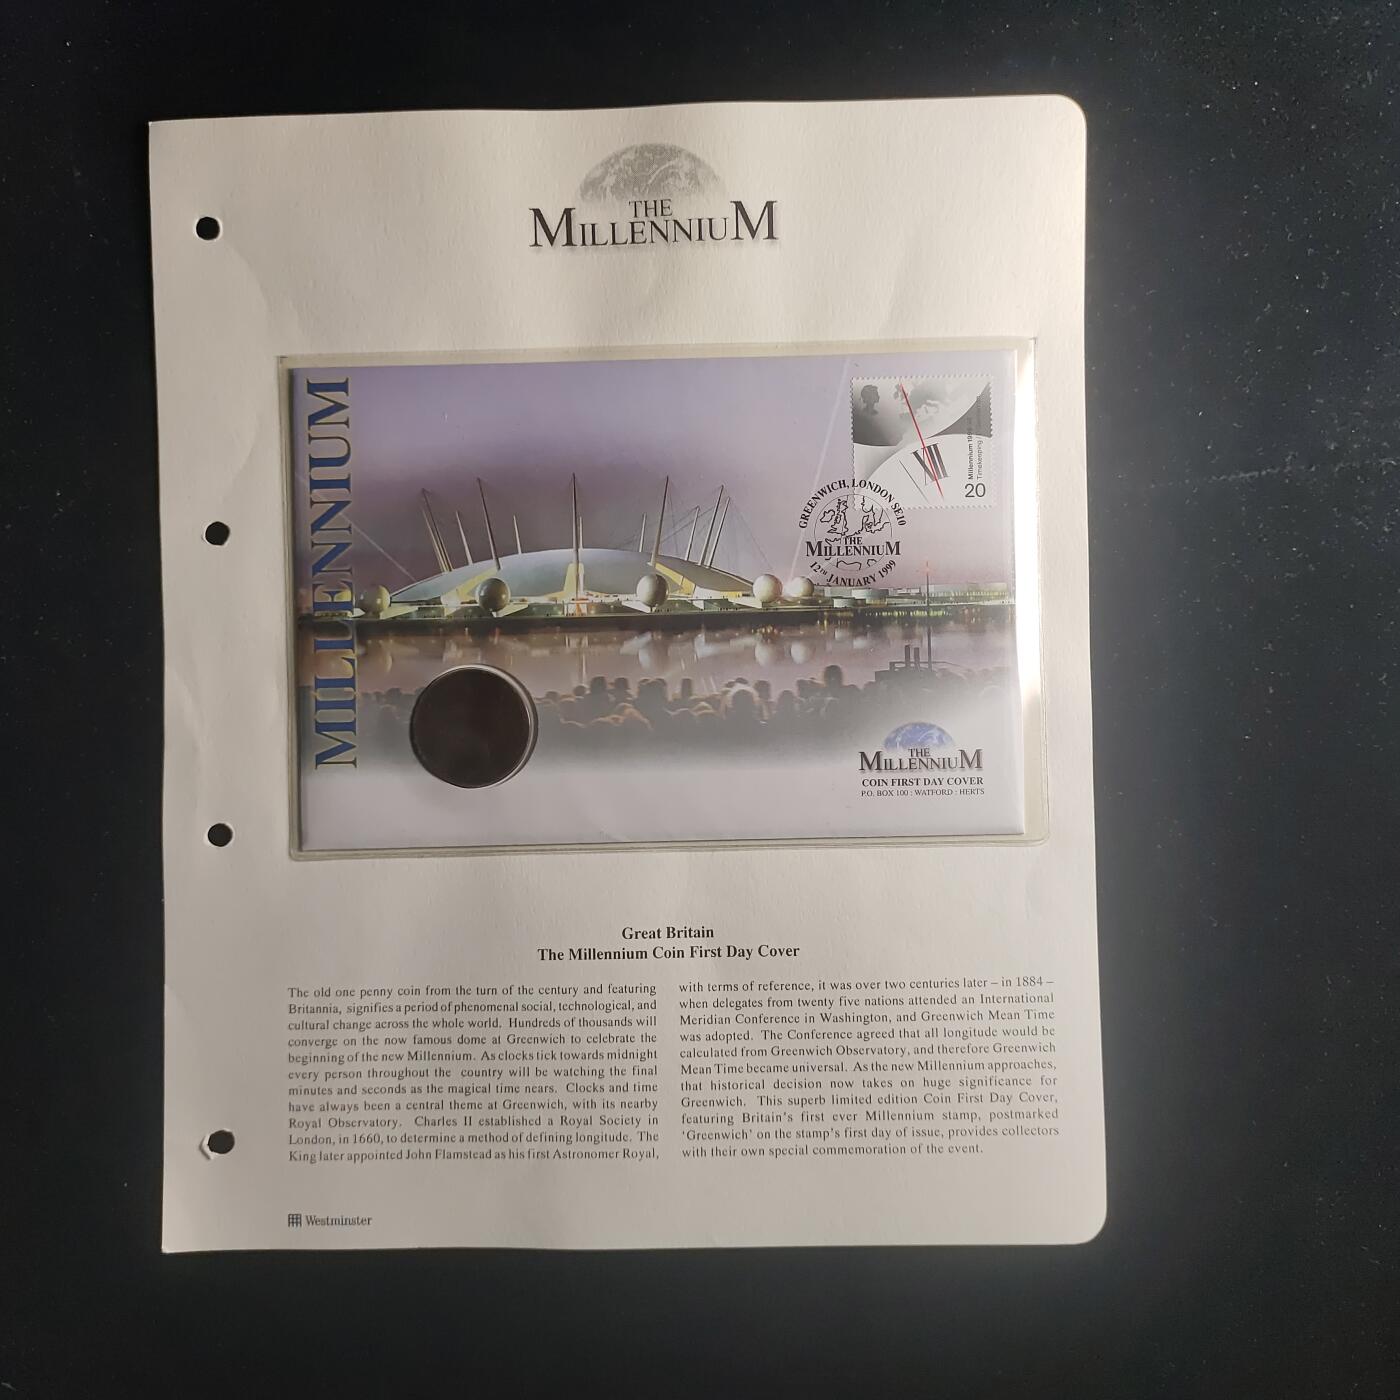 THE
MILLENNIUM
MILLENNIUM
Millennium
Timekeeping
20
GREENWICH, LONDON SE10
THE
MILLENNIUM
12TH JANUARY 1999
THE
MILLENNIUM
COIN FIRST DAY COVER
P.O. BOX 100 : WATFORD : HERTS
Great Britain
The Millennium Coin First Day Cover
The old one penny coin from the turn of the century and featuring
Britannia, signifies a period of phenomenal social, technological, and
cultural change across the whole world. Hundreds of thousands will
converge on the now famous dome at Greenwich to celebrate the
beginning of the new Millennium. As clocks tick towards midnight
every person throughout the country will be watching the final
minutes and seconds as the magical time nears. Clocks and time
have always been a central theme at Greenwich, with its nearby
Royal Observatory. Charles II established a Royal Society in
London, in 1660, to determine a method of defining longitude. The
King later appointed John Flamstead as his first Astronomer Royal,
with terms of reference, it was over two centuries later – in 1884 –
when delegates from twenty five nations attended an International
Meridian Conference in Washington, and Greenwich Mean Time
was adopted. The Conference agreed that all longitude would be
calculated from Greenwich Observatory, and therefore Greenwich
Mean Time became universal. As the new Millennium approaches,
that historical decision now takes on huge significance for
Greenwich. This superb limited edition Coin First Day Cover,
featuring Britain's first ever Millennium stamp, postmarked
'Greenwich' on the stamp's first day of issue, provides collectors
with their own special commemoration of the event.
Westminster